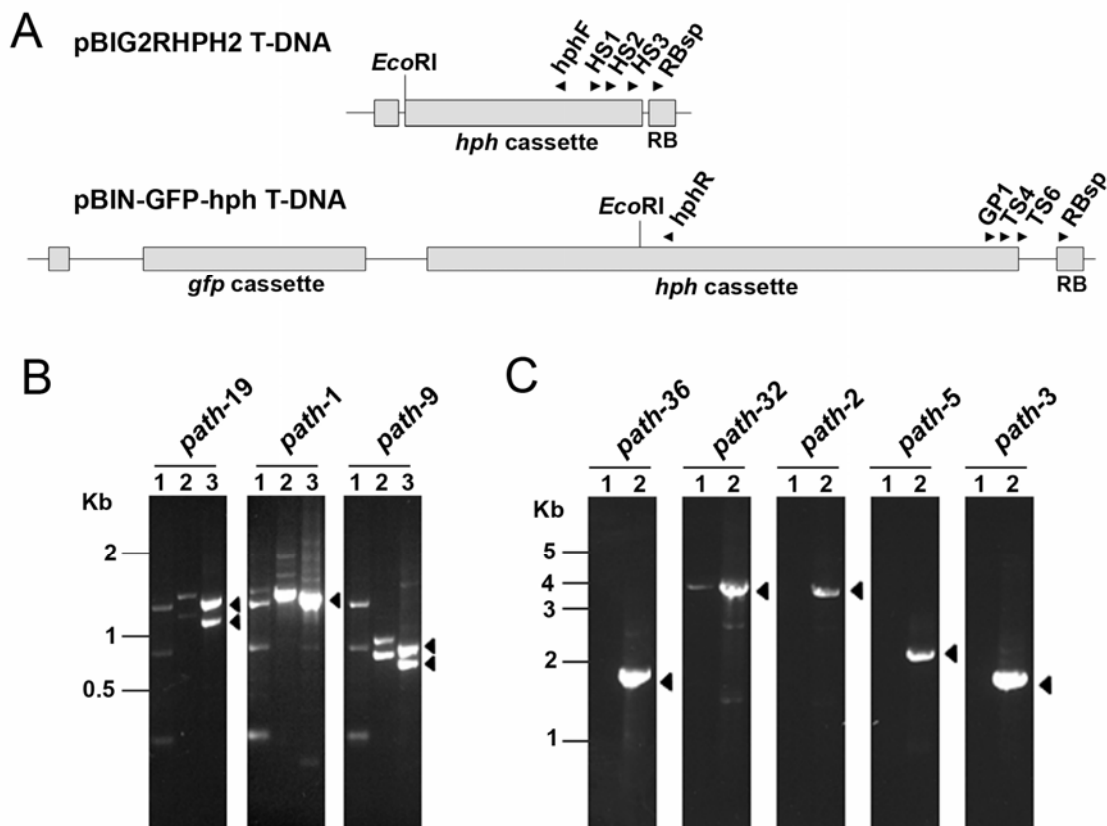 A
pBIG2RHPH2 T-DNA
EcoRI
hphF
HS1
HS2
HS3
RBsp
hph cassette
RB
pBIN-GFP-hph T-DNA
EcoRI
hphR
GP1
TS4
TS6
RBsp
gfp cassette
hph cassette
RB
B
path-19
path-1
path-9
1 2 3
1 2 3
1 2 3
Kb
2
1
0.5
C
path-36
path-32
path-2
path-5
path-3
1 2
1 2
1 2
1 2
1 2
Kb
5
4
3
2
1